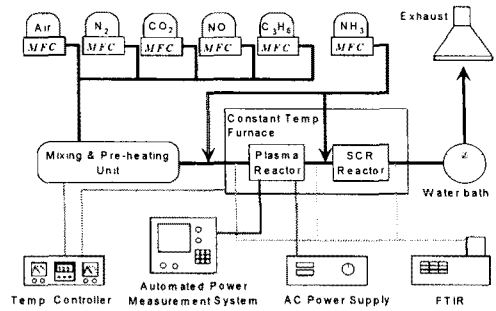 Air
N2
CO2
NO
C3H6
NH3
Exhaust
MFC
MFC
MFC
MFC
MFC
MFC
Constant Temp
Furnace
Mixing & Pre-heating
Unit
Plasma
Reactor
SCR
Reactor
Water bath
Temp Controller
Automated Power
Measurement System
AC Power Supply
FTIR